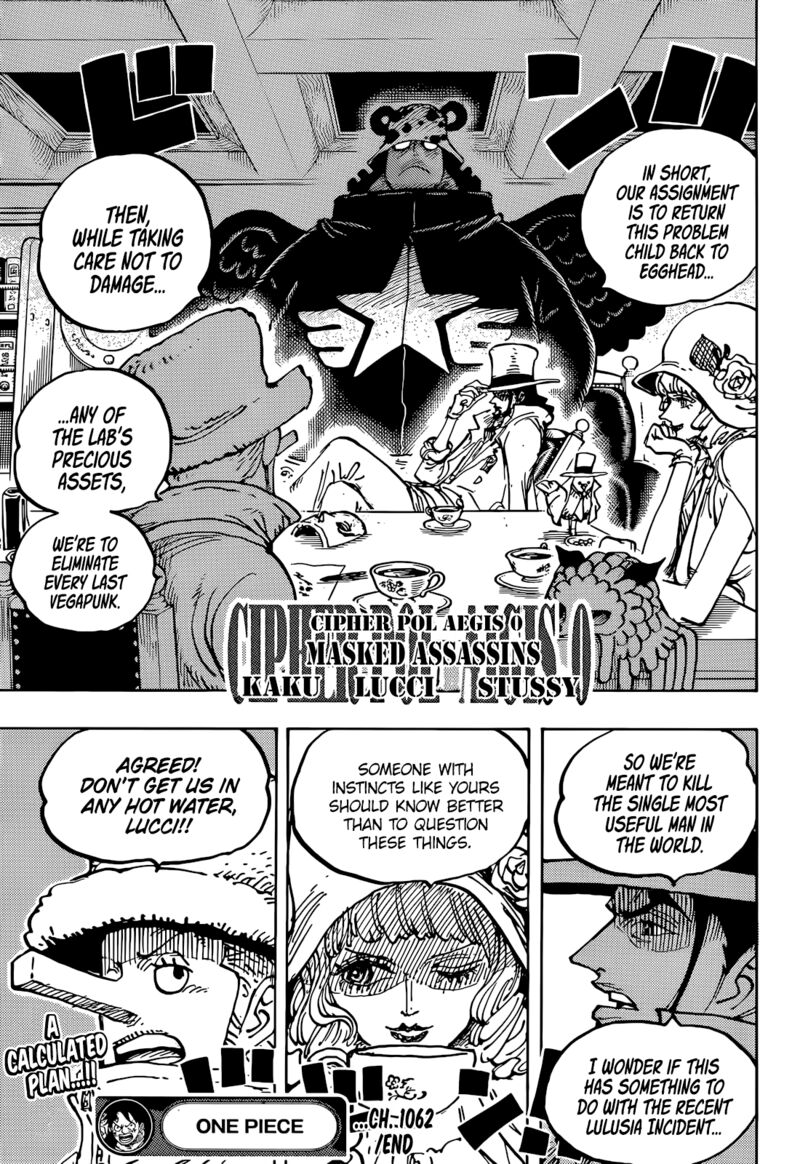 IN SHORT,
OUR ASSIGNMENT
IS TO RETURN
THIS PROBLEM
CHILD BACK TO
EGGHEAD...
THEN,
WHILE TAKING
CARE NOT TO
DAMAGE...
...ANY OF
THE LAB'S
PRECIOUS
ASSETS,
WE'RE TO
ELIMINATE
EVERY LAST
VEGAPUNK.
CIPHER POL AEGIS 0
CIPHER POL AEGIS 0
MASKED ASSASSINS
KAKU LUCCI STUSSY
SO WE'RE
MEANT TO KILL
THE SINGLE MOST
USEFUL MAN IN
THE WORLD.
I WONDER IF THIS
HAS SOMETHING
TO DO WITH THE
RECENT
LULUSIA INCIDENT...
SOMEONE WITH
INSTINCTS LIKE YOURS
SHOULD KNOW BETTER
THAN TO QUESTION
THESE THINGS.
AGREED!
DON'T GET US IN
ANY HOT WATER,
LUCCI!!
A
CALCULATED
PLAN...!!
ONE PIECE
...CH.-1062
/END